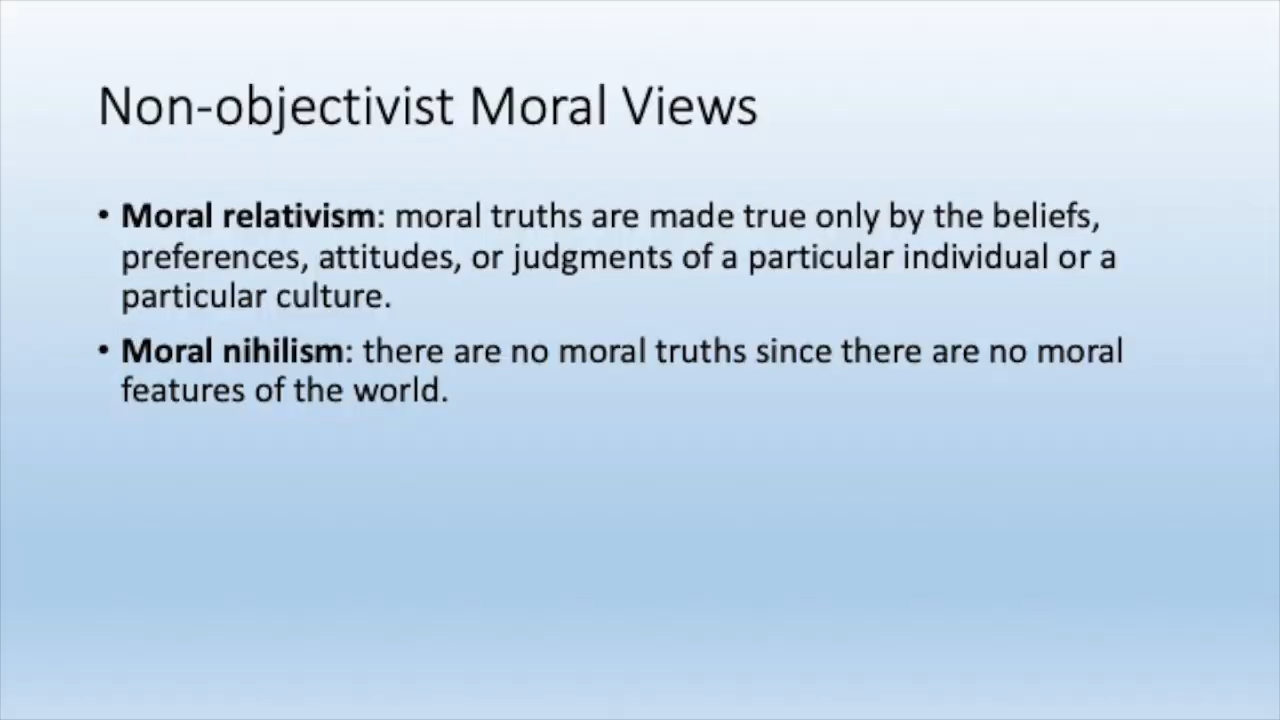 Non-objectivist Moral Views
• Moral relativism: moral truths are made true only by the beliefs,
preferences, attitudes, or judgments of a particular individual or a
particular culture.
• Moral nihilism: there are no moral truths since there are no moral
features of the world.